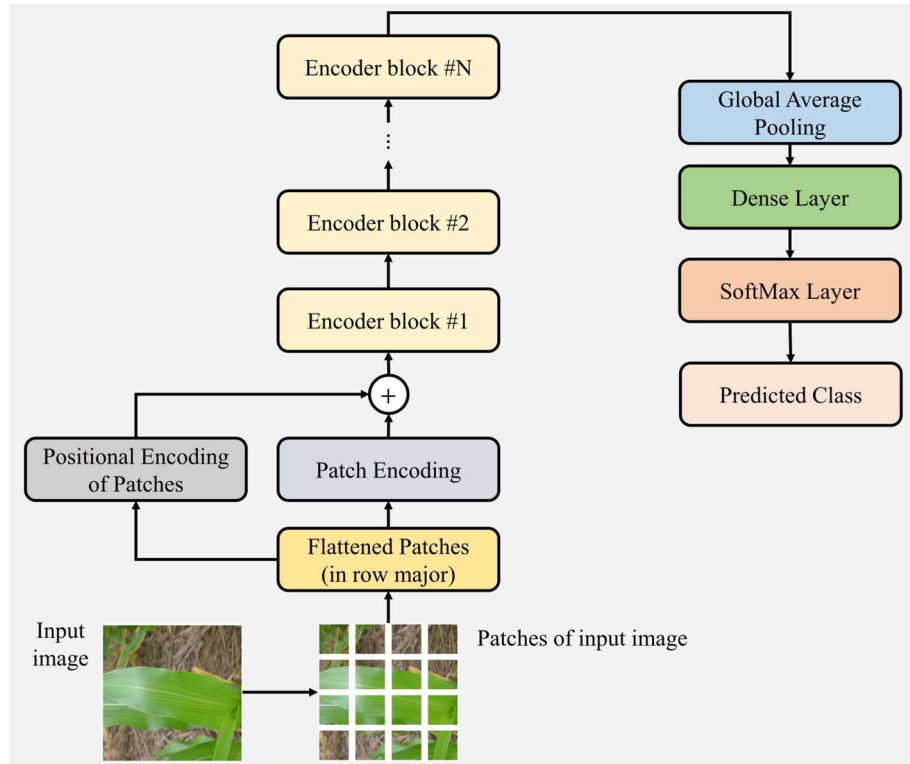 Encoder block #N
Global Average
Pooling
⋮
Dense Layer
Encoder block #2
SoftMax Layer
Encoder block #1
Predicted Class
+
Positional Encoding
of Patches
Patch Encoding
Flattened Patches
(in row major)
Input
image
Patches of input image